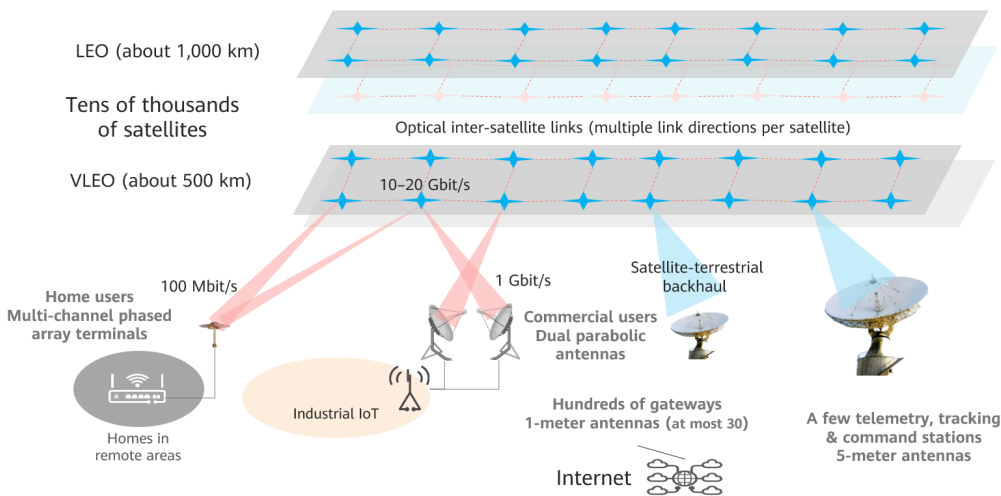 LEO (about 1,000 km)
Tens of thousands
of satellites
Optical inter-satellite links (multiple link directions per satellite)
VLEO (about 500 km)
10–20 Gbit/s
100 Mbit/s
1 Gbit/s
Satellite-terrestrial
backhaul
Home users
Multi-channel phased
array terminals
Commercial users
Dual parabolic
antennas
Industrial IoT
Homes in
remote areas
Hundreds of gateways
1-meter antennas (at most 30)
A few telemetry, tracking
& command stations
5-meter antennas
Internet